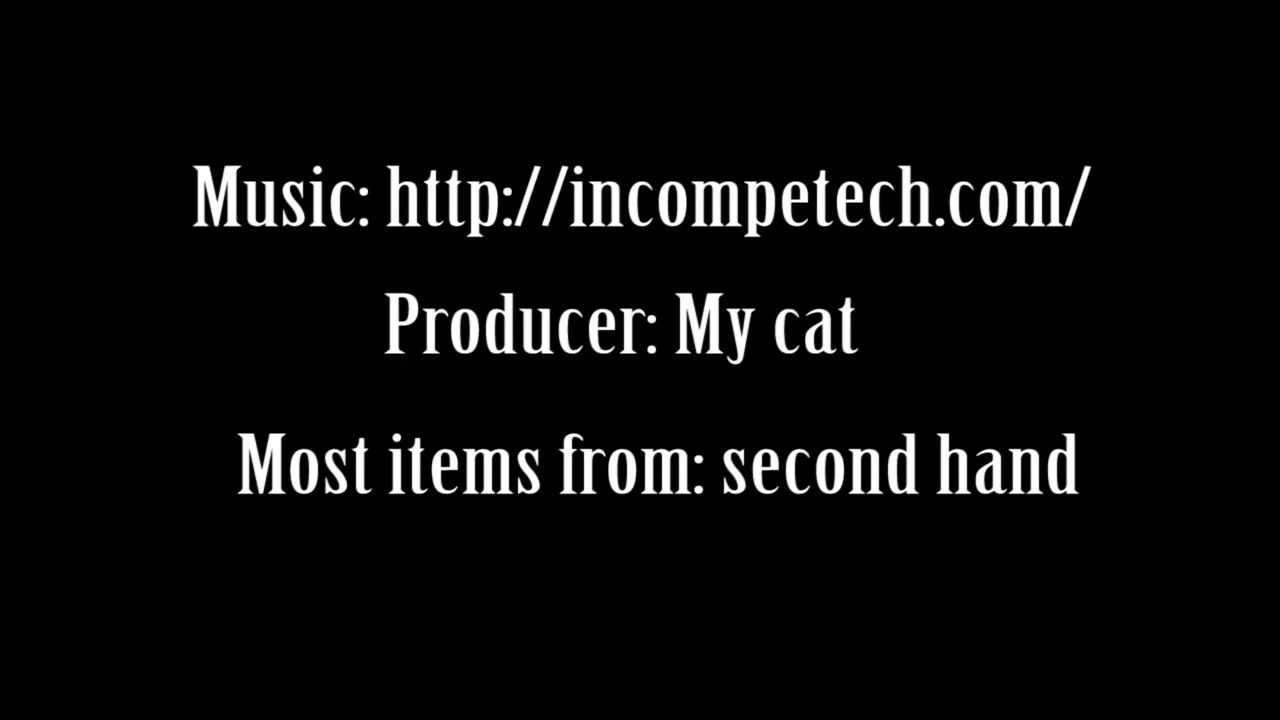 Music: http://incompetech.com/
Producer: My cat
Most items from: second hand